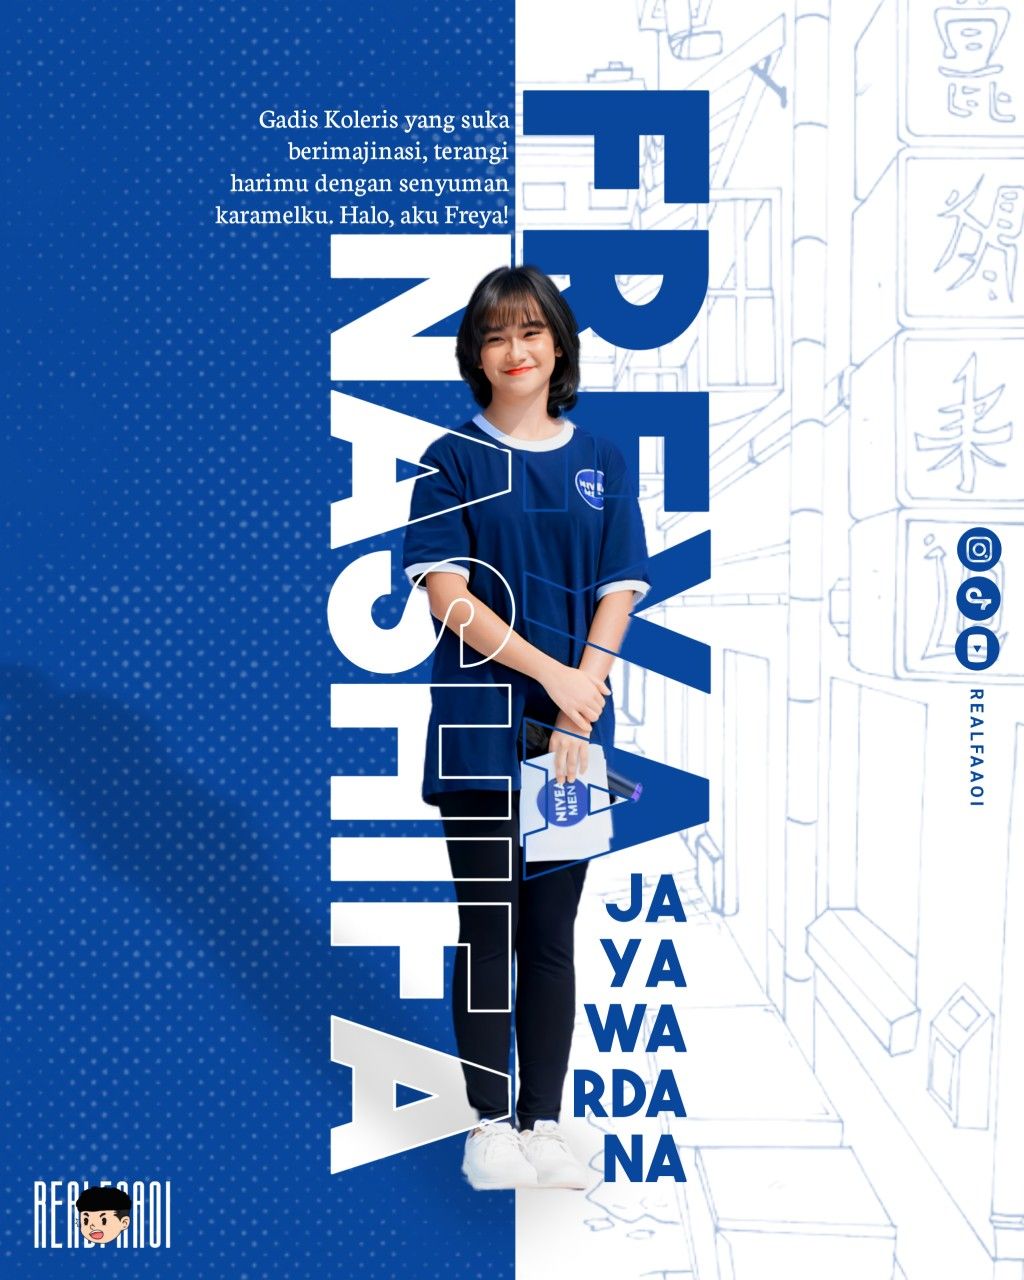 Gadis Koleris yang suka
berimajinasi, terangi
harimu dengan senyuman
karamelku. Halo, aku Freya!
FREYA
NASHIFA
JA
YA
WA
RDA
NA
NIVEA
MEN
NIVEA
MEN
REALFAAOI
REALFAAOI